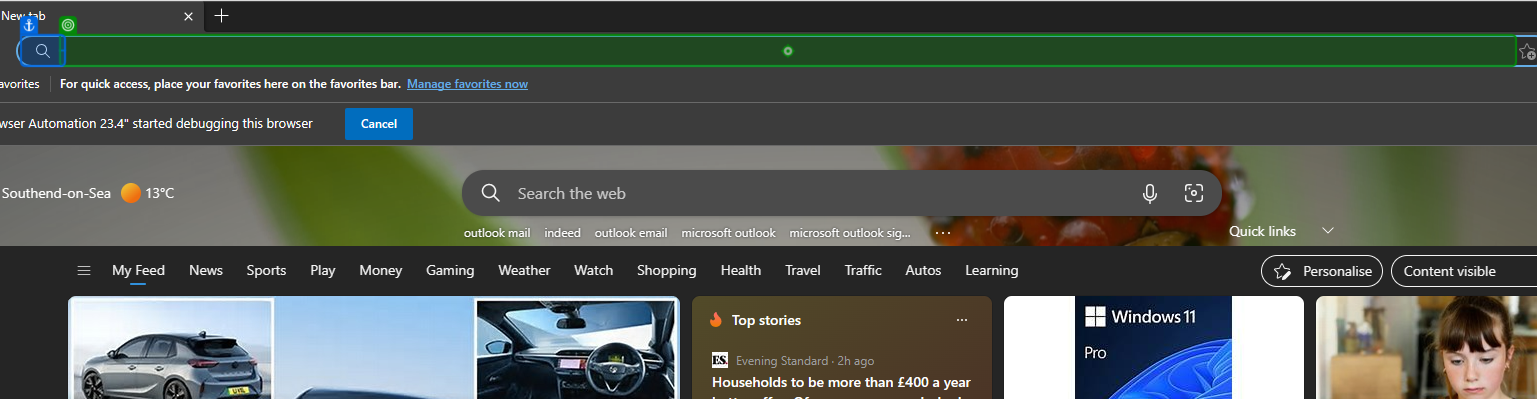 New tab
avorites
For quick access, place your favorites here on the favorites bar. Manage favorites now
wser Automation 23.4" started debugging this browser
Cancel
Southend-on-Sea
13°C
Search the web
outlook mail
indeed
outlook email
microsoft outlook
microsoft outlook sig...
...
Quick links
My Feed
News
Sports
Play
Money
Gaming
Weather
Watch
Shopping
Health
Travel
Traffic
Autos
Learning
Personalise
Content visible
Top stories
...
ES.
Evening Standard · 2h ago
Households to be more than £400 a year
Windows 11
Pro